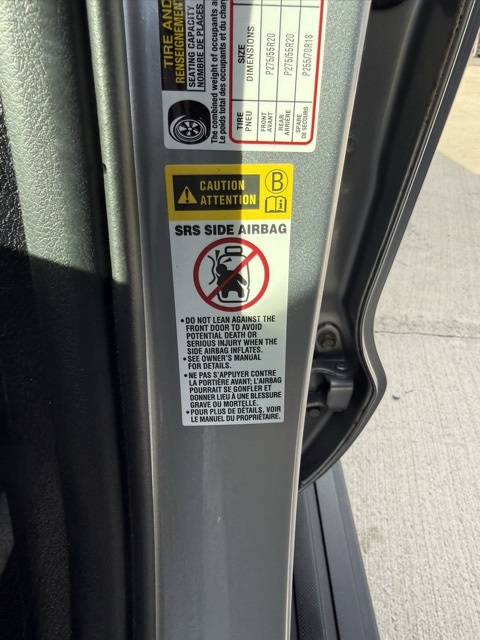 TIRE AND
RENSEIGNEMENT
SEATING CAPACITY
NOMBRE DE PLACES
The combined weight of occupants a
Le poids total des occupants et du char
TIRE
PNEU
SIZE
DIMENSIONS
FRONT
AVANT
P275/55R20
REAR
ARRIÈRE
P275/55R20
SPARE
DE SECOURS
P255/70R18
CAUTION
ATTENTION
B
SRS SIDE AIRBAG
•DO NOT LEAN AGAINST THE
FRONT DOOR TO AVOID
POTENTIAL DEATH OR
SERIOUS INJURY WHEN THE
SIDE AIRBAG INFLATES.
•SEE OWNER'S MANUAL
FOR DETAILS.
•NE PAS S'APPUYER CONTRE
LA PORTIÈRE AVANT; L'AIRBAG
POURRAIT SE GONFLER ET
DONNER LIEU À UNE BLESSURE
GRAVE OU MORTELLE.
•POUR PLUS DE DÉTAILS, VOIR
LE MANUEL DU PROPRIÉTAIRE.